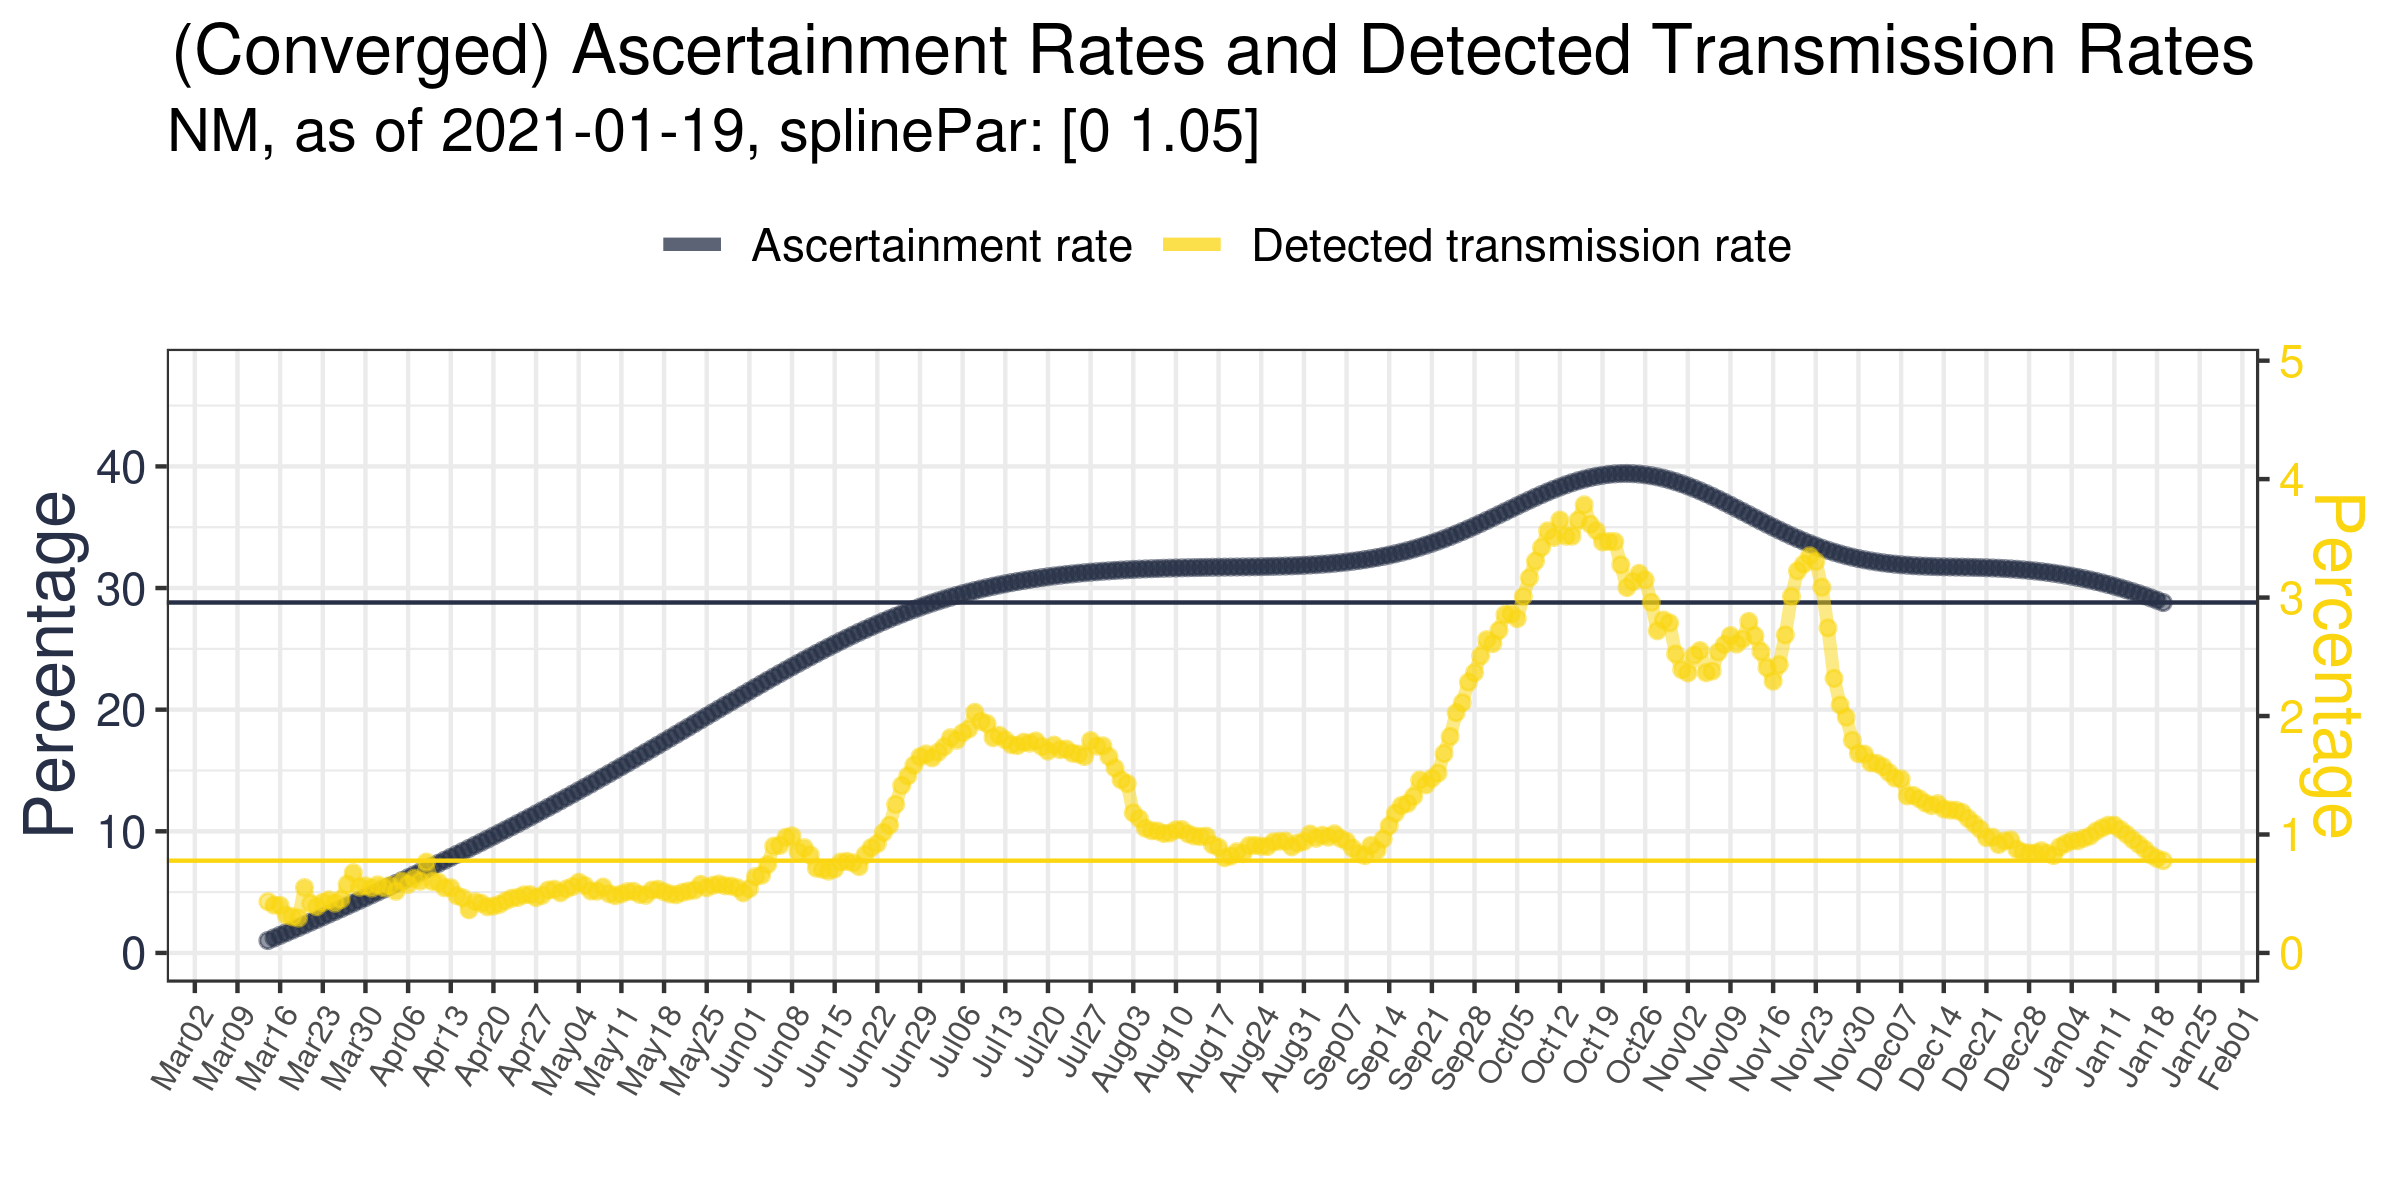 (Converged) Ascertainment Rates and Detected Transmission Rates
NM, as of 2021-01-19, splinePar: [0 1.05]
Ascertainment rate
Detected transmission rate
Percentage
40
30
20
10
0
5
4
3
2
1
0
Percentage
Mar02
Mar09
Mar16
Mar23
Mar30
Apr06
Apr13
Apr20
Apr27
May04
May11
May18
May25
Jun01
Jun08
Jun15
Jun22
Jun29
Jul06
Jul13
Jul20
Jul27
Aug03
Aug10
Aug17
Aug24
Aug31
Sep07
Sep14
Sep21
Sep28
Oct05
Oct12
Oct19
Oct26
Nov02
Nov09
Nov16
Nov23
Nov30
Dec07
Dec14
Dec21
Dec28
Jan04
Jan11
Jan18
Jan25
Feb01